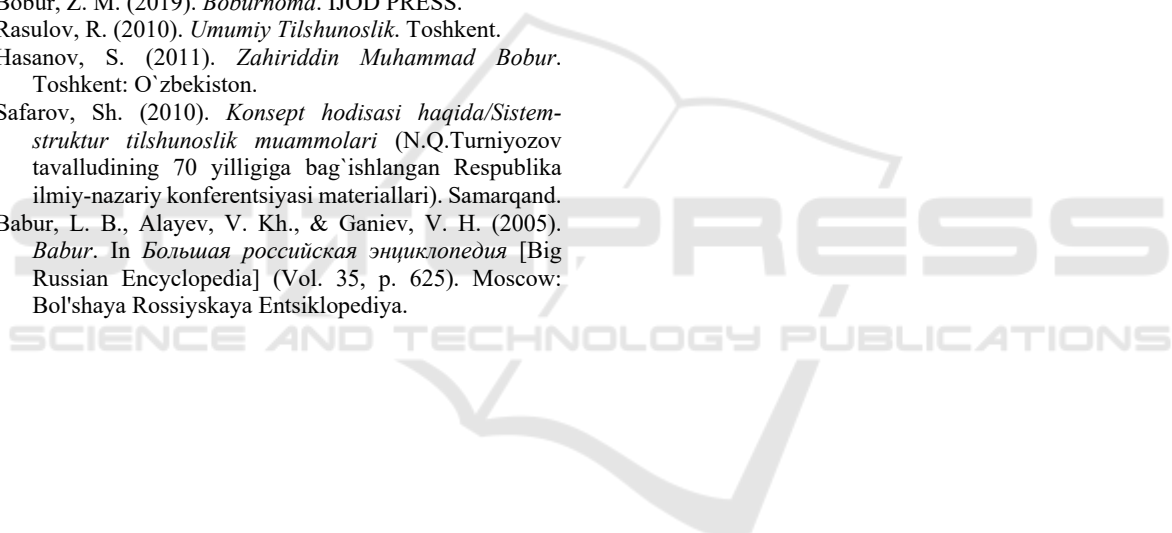 Bobur, Z. M. (2019). Boburnoma. IJOD PRESS.
Rasulov, R. (2010). Umumiy Tilshunoslik. Toshkent.
Hasanov, S. (2011). Zahiriddin Muhammad Bobur.
Toshkent: O`zbekiston.
Safarov, Sh. (2010). Konsept hodisasi haqida/Sistem-
struktur tilshunoslik muammolari (N.Q.Turniyozov
tavalludining 70 yilligiga bag`ishlangan Respublika
ilmiy-nazariy konferentsiyasi materiallari). Samarqand.
Babur, L. B., Alayev, V. Kh., & Ganiev, V. H. (2005).
Babur. In Большая российская энциклопедия [Big
Russian Encyclopedia] (Vol. 35, p. 625). Moscow:
Bol'shaya Rossiyskaya Entsiklopediya.
SCITEPRESS
SCIENCE AND TECHNOLOGY PUBLICATIONS